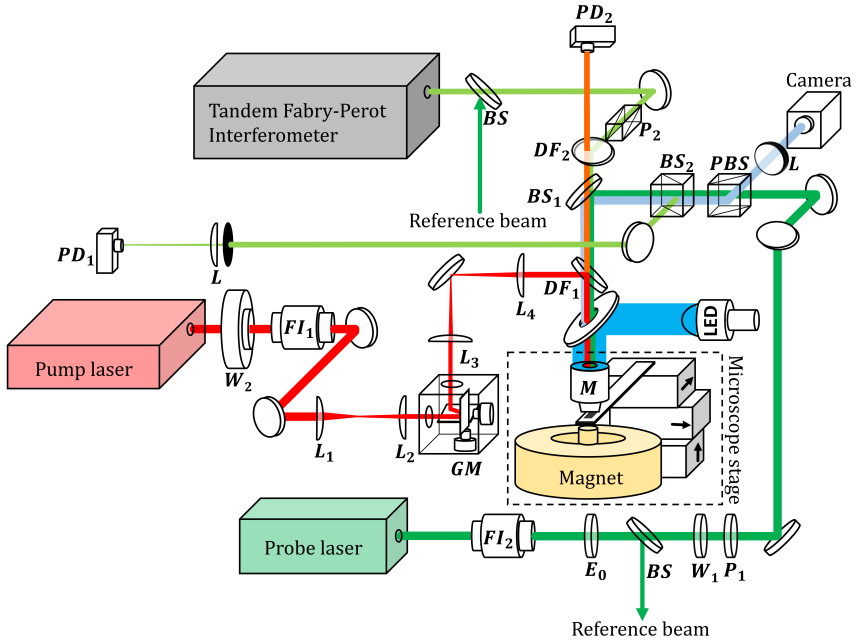 PD₂
Camera
Tandem Fabry-Perot
Interferometer
BS
P₂
DF₂
BS₂
PBS
L
BS₁
Reference beam
PD₁
L
DF₁
L₄
LED
Pump laser
W₂
FI₁
L₃
M
Microscope stage
L₁
L₂
GM
Magnet
Probe laser
FI₂
E₀
BS
W₁
P₁
Reference beam